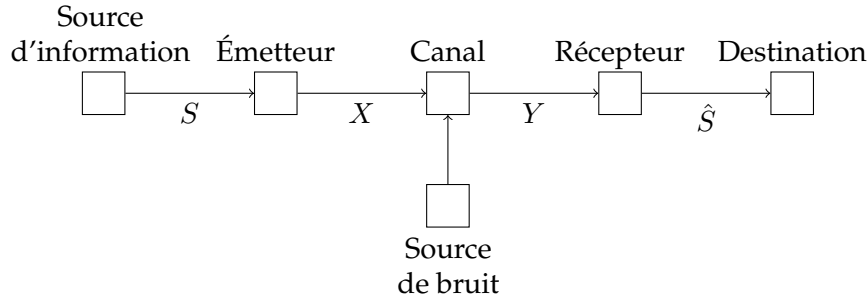 Source
d'information
Émetteur
Canal
Récepteur
Destination
S
X
Y
Ŝ
Source
de bruit